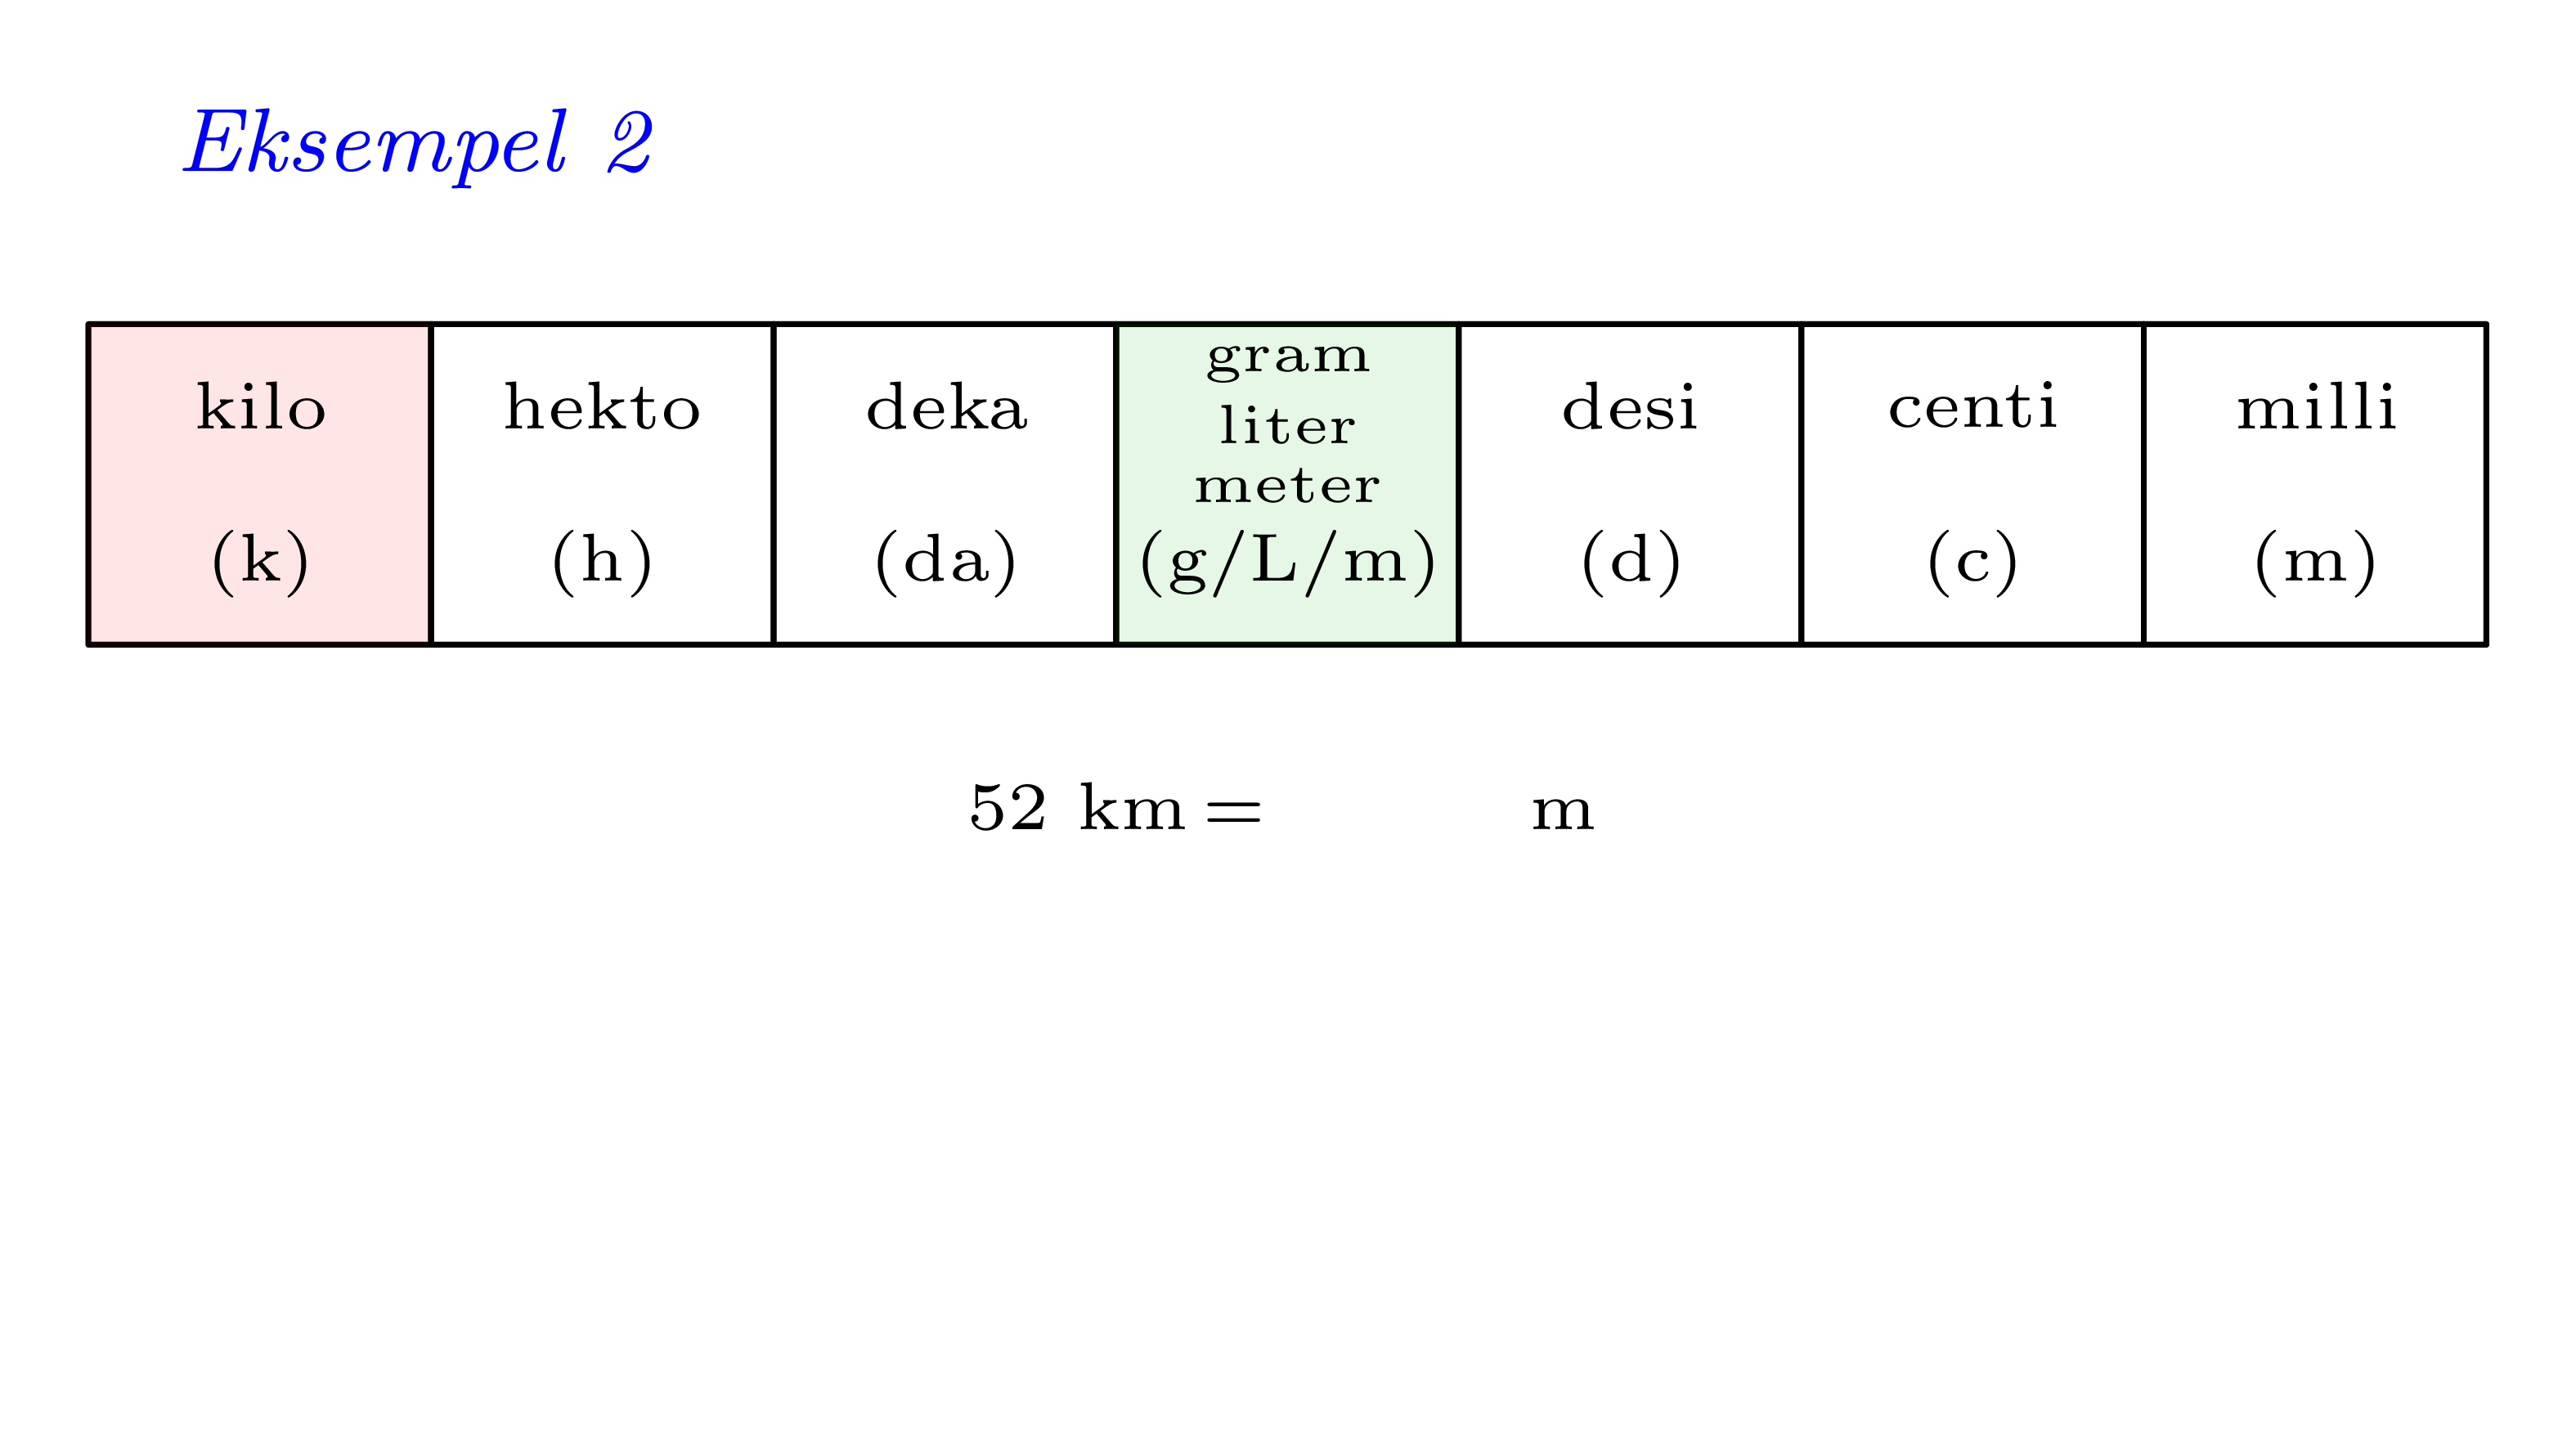 Eksempel 2
kilo hekto deka gram desi centi milli
liter
meter
(k) (h) (da) (g/L/m) (d) (c) (m)
52 km = m